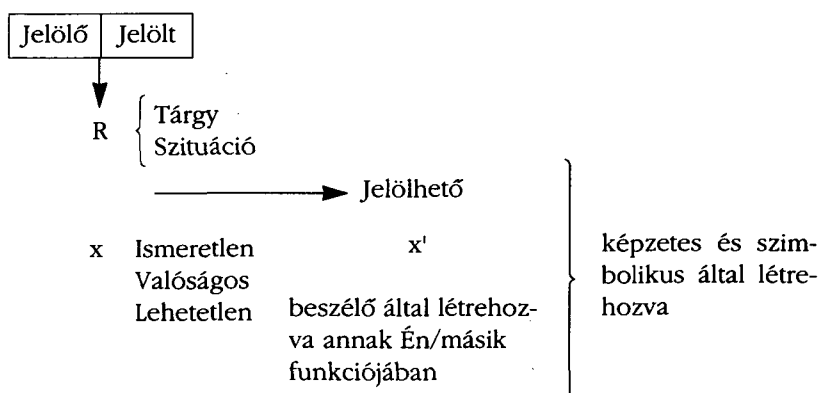 Jelölő Jelölt
R Tárgy
Szituáció
Jelölhető
x Ismeretlen
Valóságos
Lehetetlen
x'
beszélő által létrehoz-
va annak Én/másik
funkciójában
képzetes és szim-
bolikus által létre-
hozva